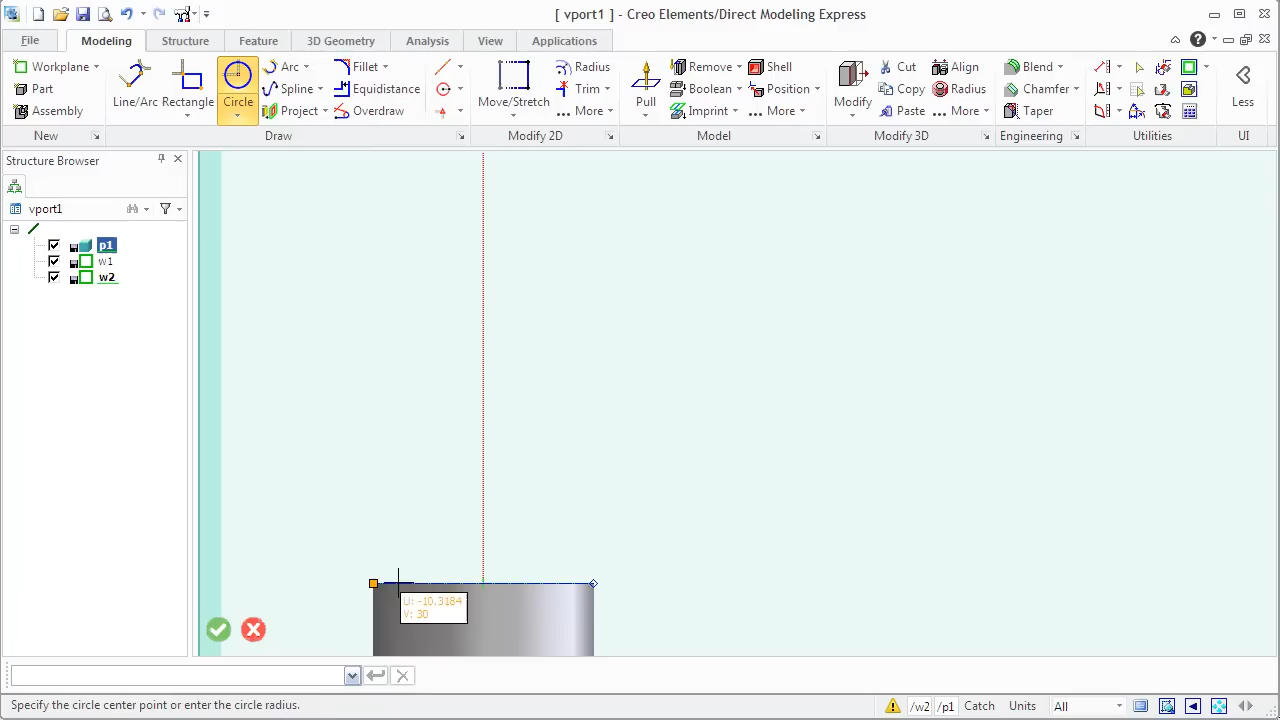 [ vport1 ] - Creo Elements/Direct Modeling Express
File Modeling Structure Feature 3D Geometry Analysis View Applications
Workplane Part Assembly
New
Line/Arc Rectangle Circle Arc Spline Project Fillet Equidistance Overdraw
Draw
Move/Stretch Radius Trim More
Modify 2D
Pull Remove Boolean Imprint Shell Position More
Model
Modify Cut Copy Paste Align Radius More
Modify 3D
Blend Chamfer Taper
Engineering
Utilities
Less
UI
Structure Browser
vport1
p1
w1
w2
U: -10.3184
V: 30
Specify the circle center point or enter the circle radius.
/w2 /p1 Catch Units All